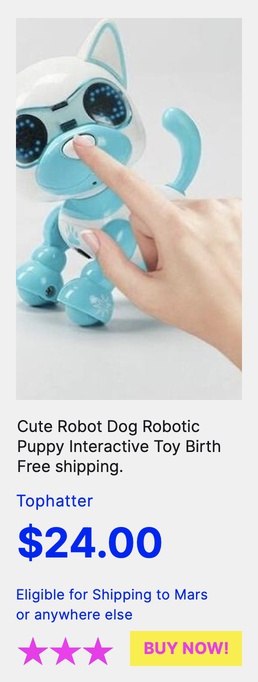 Cute Robot Dog Robotic
Puppy Interactive Toy Birth
Free shipping.
Tophatter
$24.00
Eligible for Shipping to Mars
or anywhere else
BUY NOW!